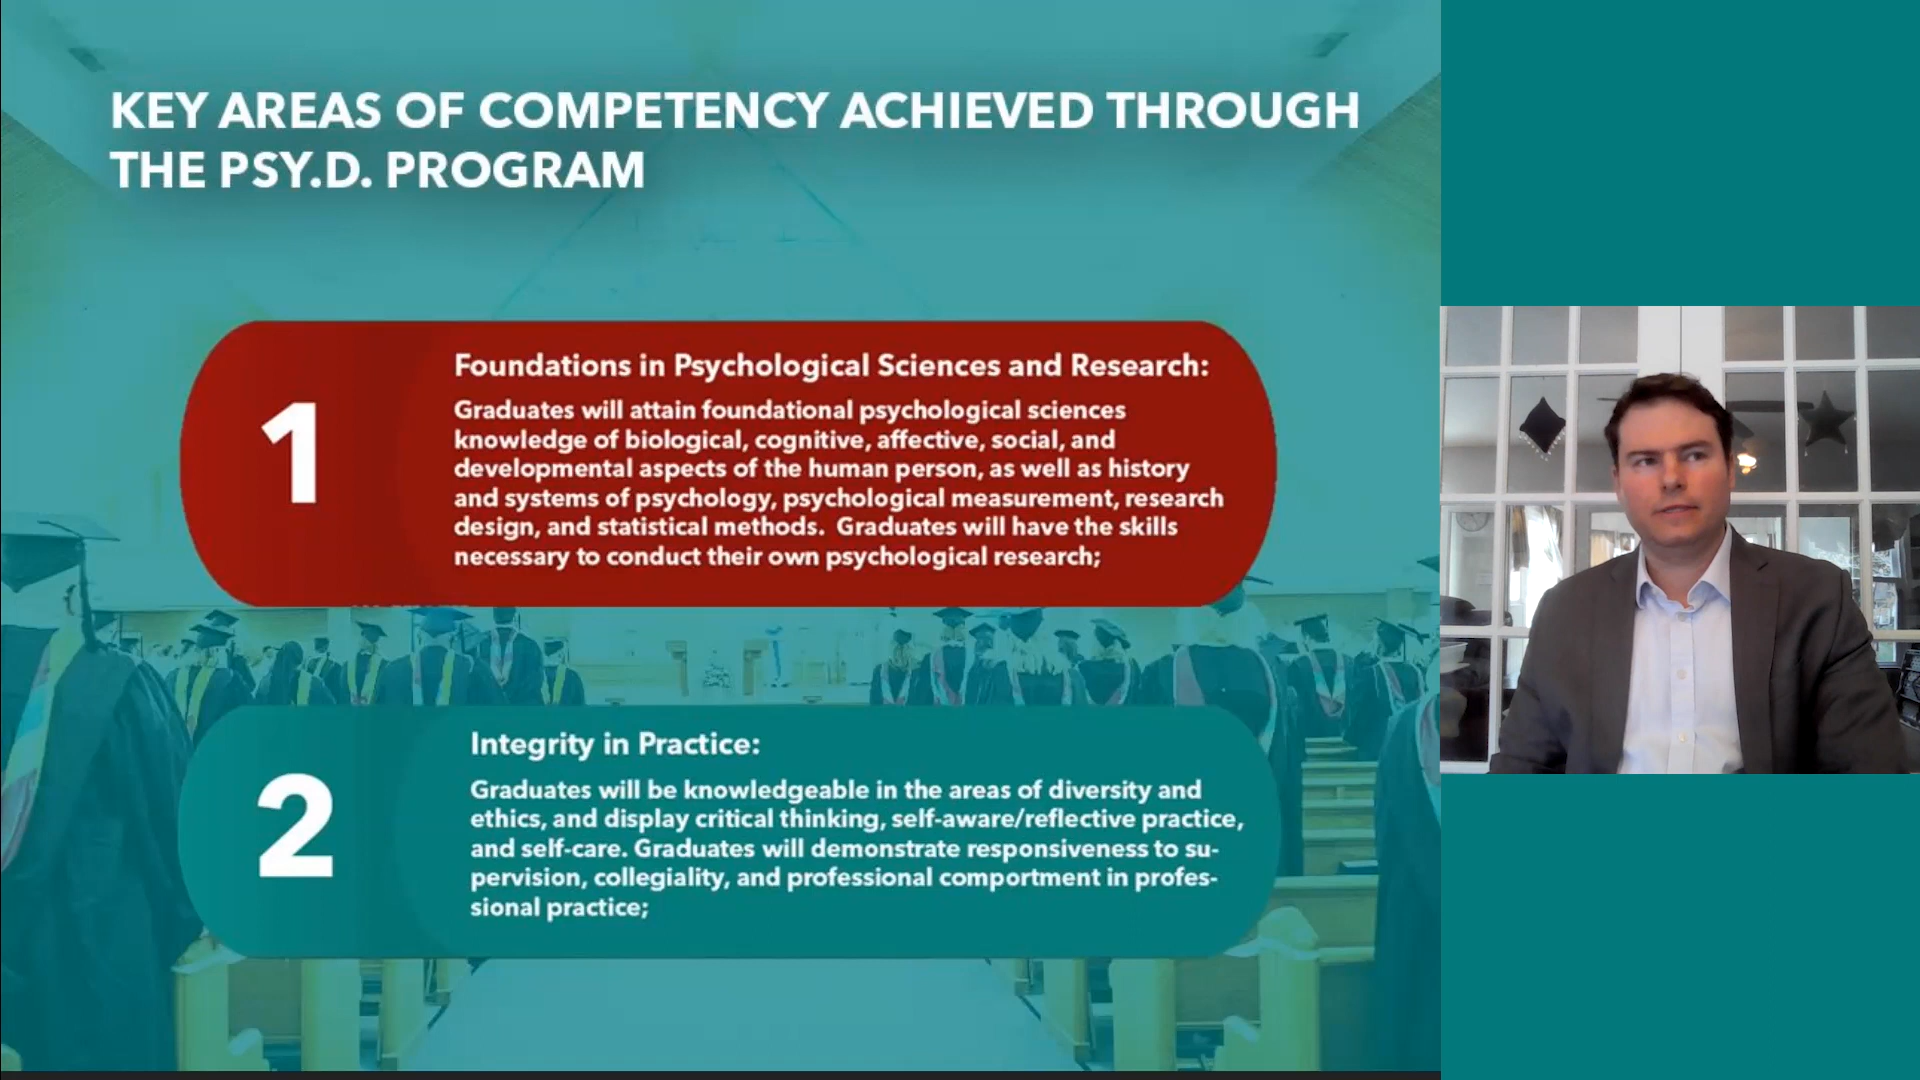 KEY AREAS OF COMPETENCY ACHIEVED THROUGH
THE PSY.D. PROGRAM
1
Foundations in Psychological Sciences and Research:
Graduates will attain foundational psychological sciences
knowledge of biological, cognitive, affective, social, and
developmental aspects of the human person, as well as history
and systems of psychology, psychological measurement, research
design, and statistical methods.  Graduates will have the skills
necessary to conduct their own psychological research;
2
Integrity in Practice:
Graduates will be knowledgeable in the areas of diversity and
ethics, and display critical thinking, self-aware/reflective practice,
and self-care. Graduates will demonstrate responsiveness to su-
pervision, collegiality, and professional comportment in profes-
sional practice;